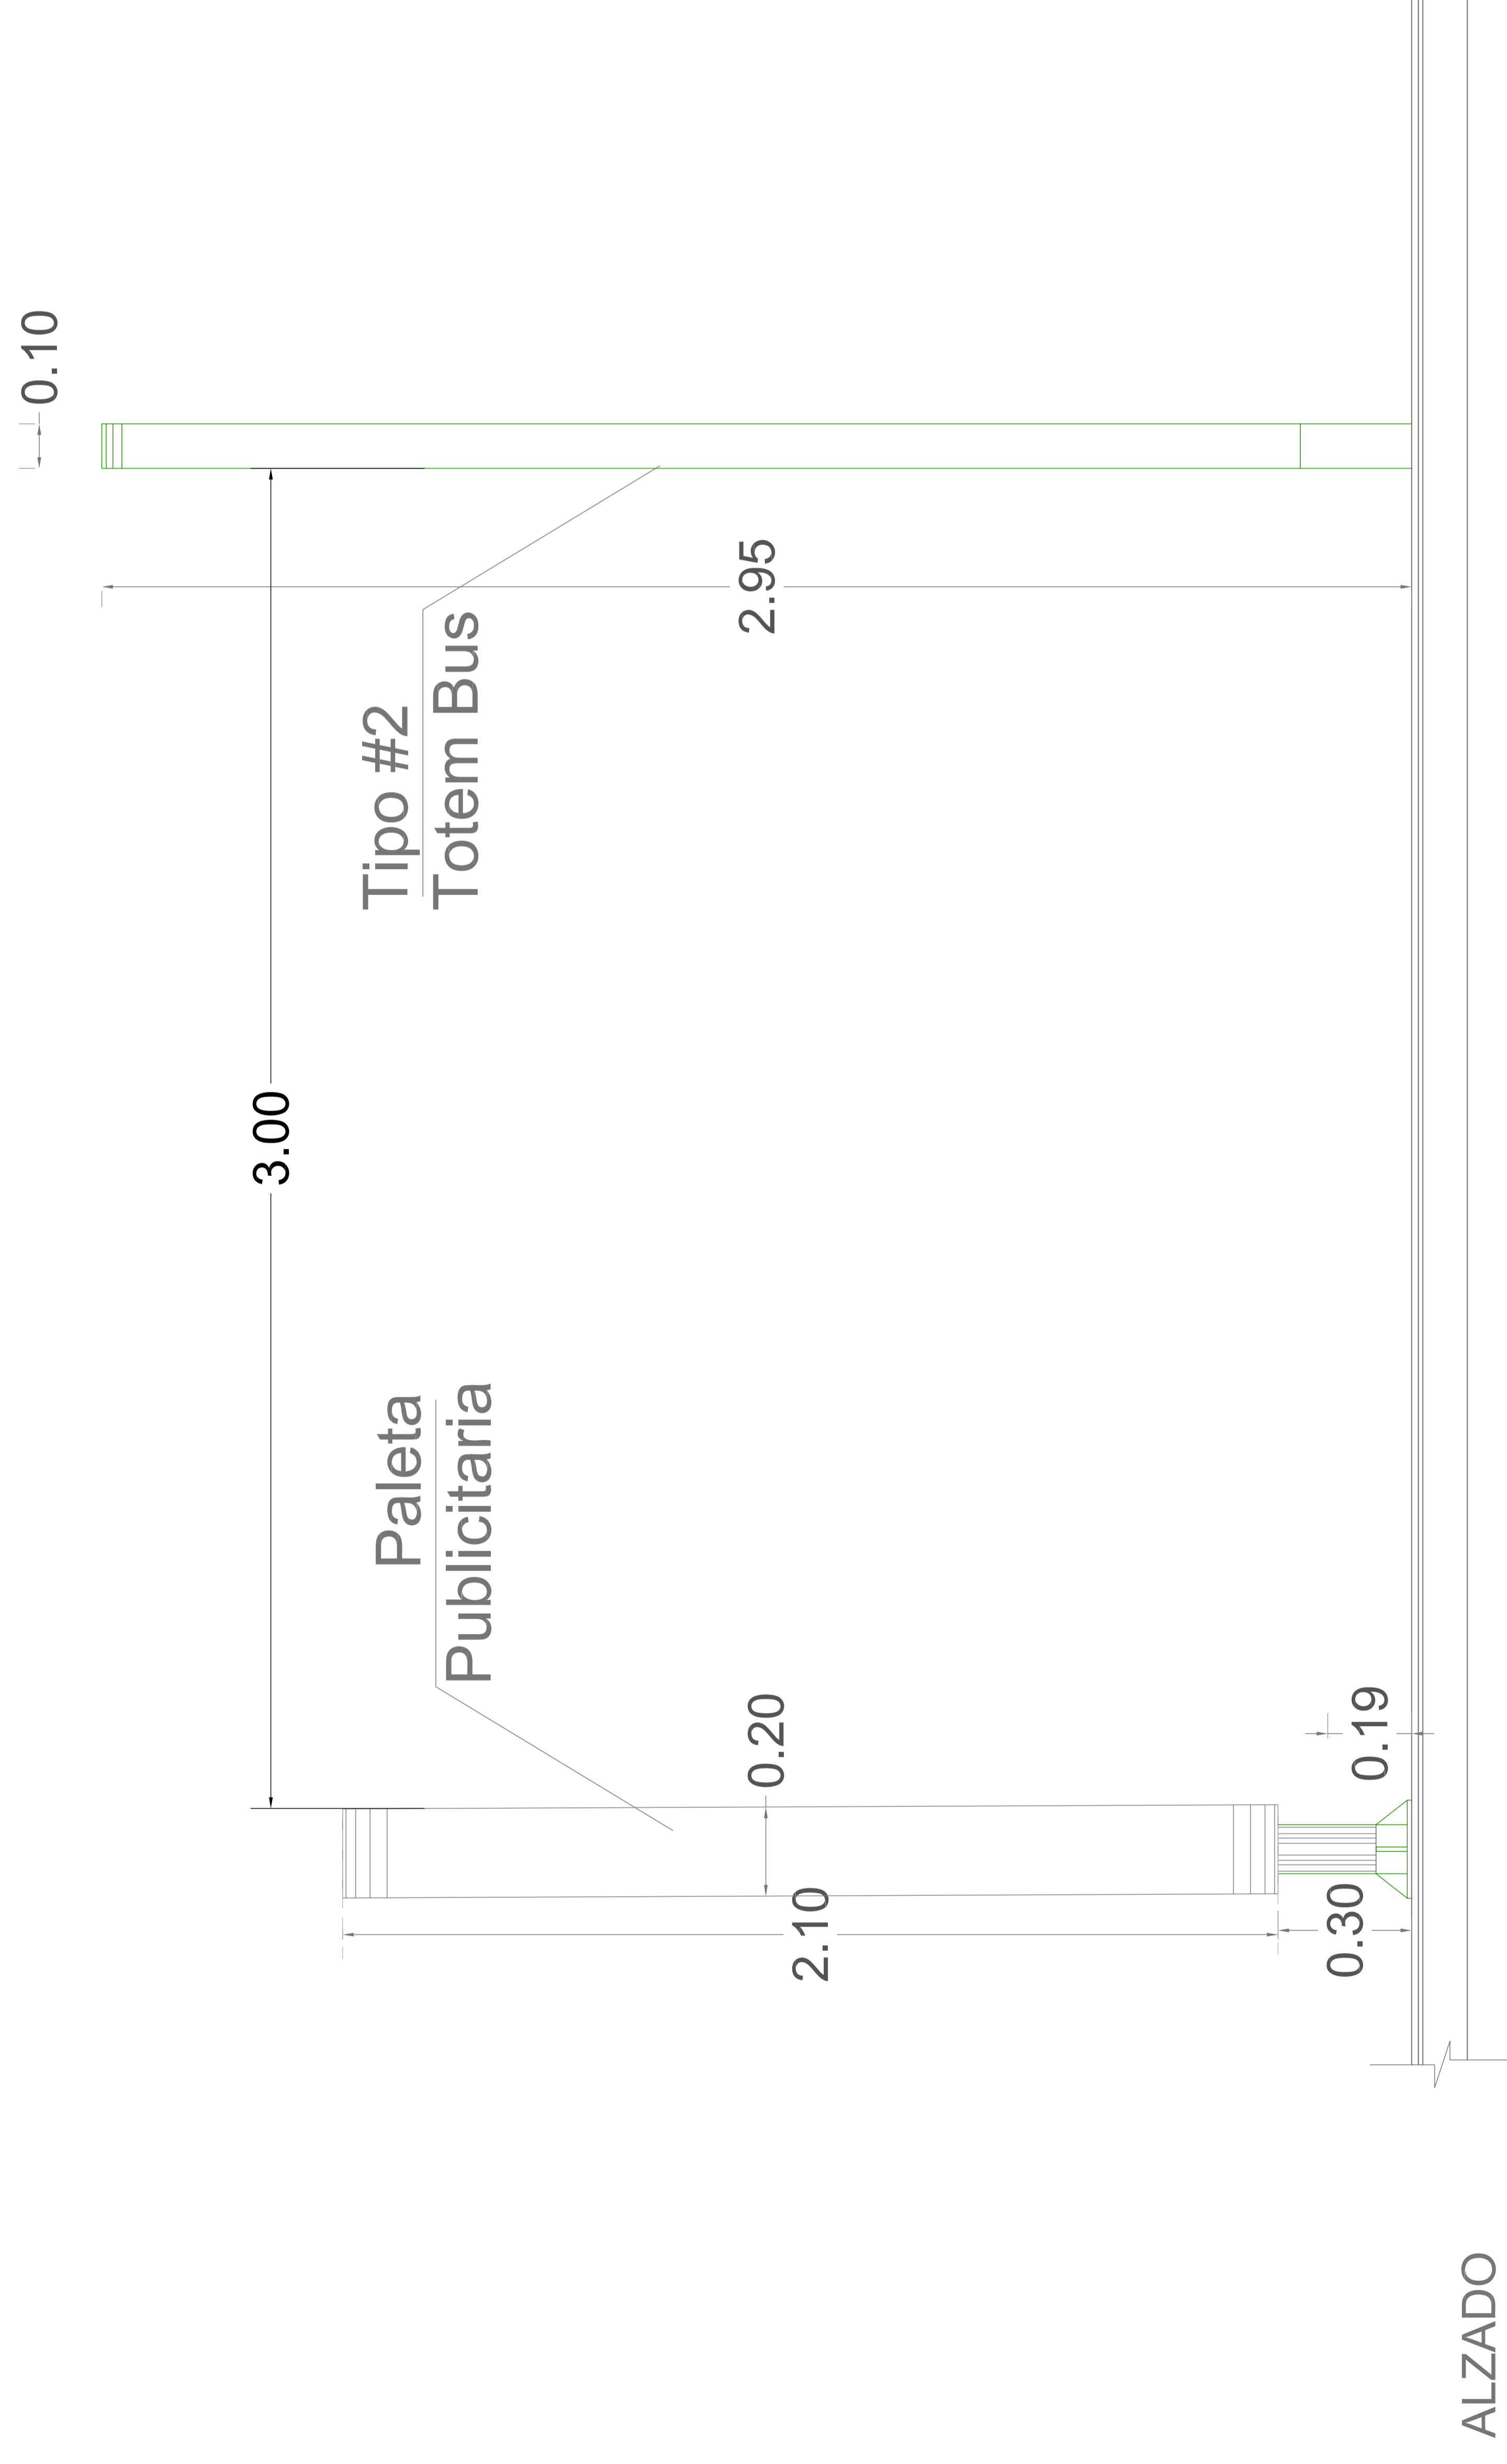 0.10
3.00
Tipo #2
Totem Bus
2.95
Paleta
Publicitaria
0.20
2.10
0.19
0.30
ALZADO